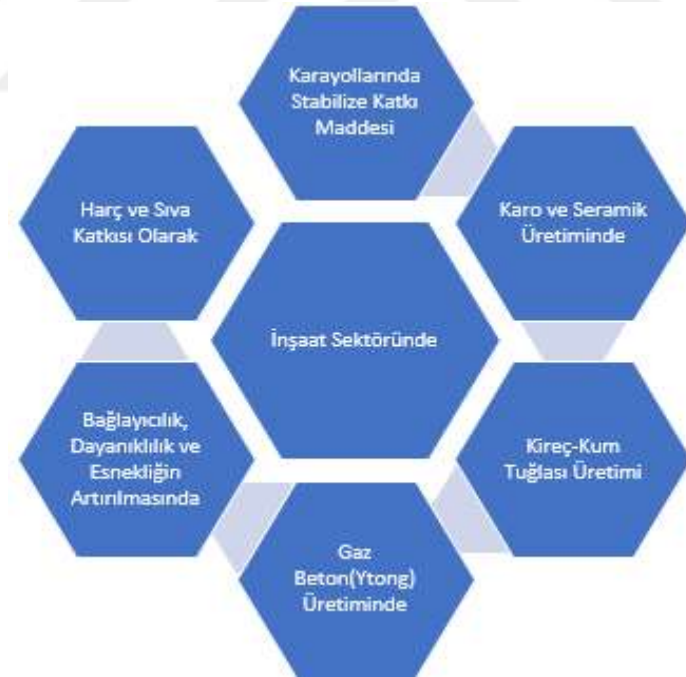 Karayollarında
Stabilize Katkı
Maddesi
Karo ve Seramik
Üretiminde
Kireç-Kum
Tuğlası Üretimi
Gaz
Beton(Ytong)
Üretiminde
Bağlayıcılık,
Dayanıklılık ve
Esnekliğin
Artırılmasında
Harç ve Sıva
Katkısı Olarak
İnşaat Sektöründe